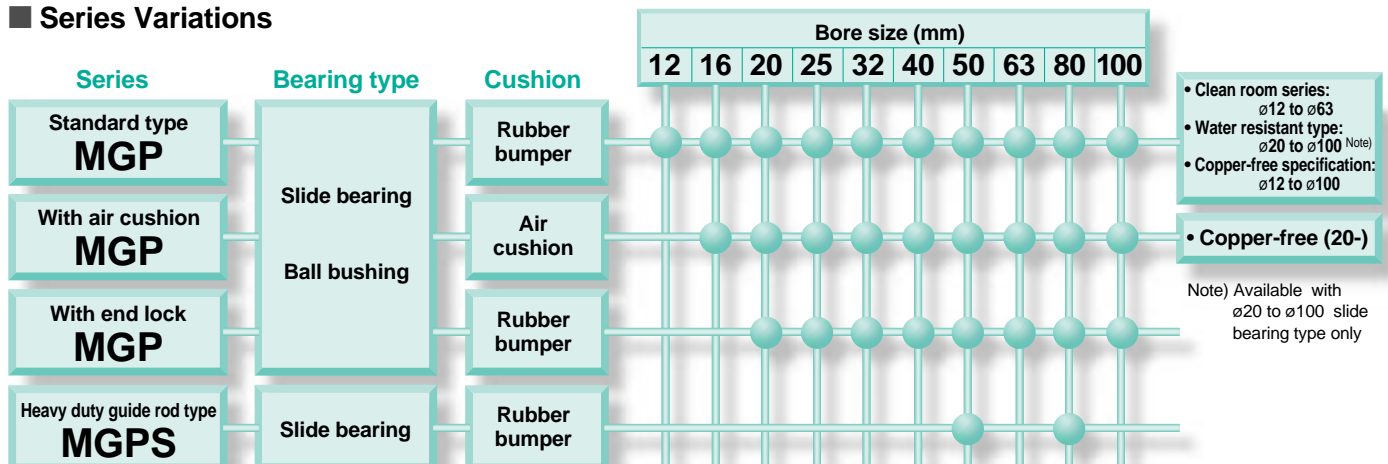 ■ Series Variations
Bore size (mm)
12 16 20 25 32 40 50 63 80 100
Series Bearing type Cushion
Standard type
MGP
With air cushion
MGP
With end lock
MGP
Heavy duty guide rod type
MGPS
Slide bearing
Ball bushing
Slide bearing
Rubber
bumper
Air
cushion
Rubber
bumper
Rubber
bumper
• Clean room series:
ø12 to ø63
• Water resistant type:
ø20 to ø100 Note)
• Copper-free specification:
ø12 to ø100
• Copper-free (20-)
Note) Available with
ø20 to ø100 slide
bearing type only